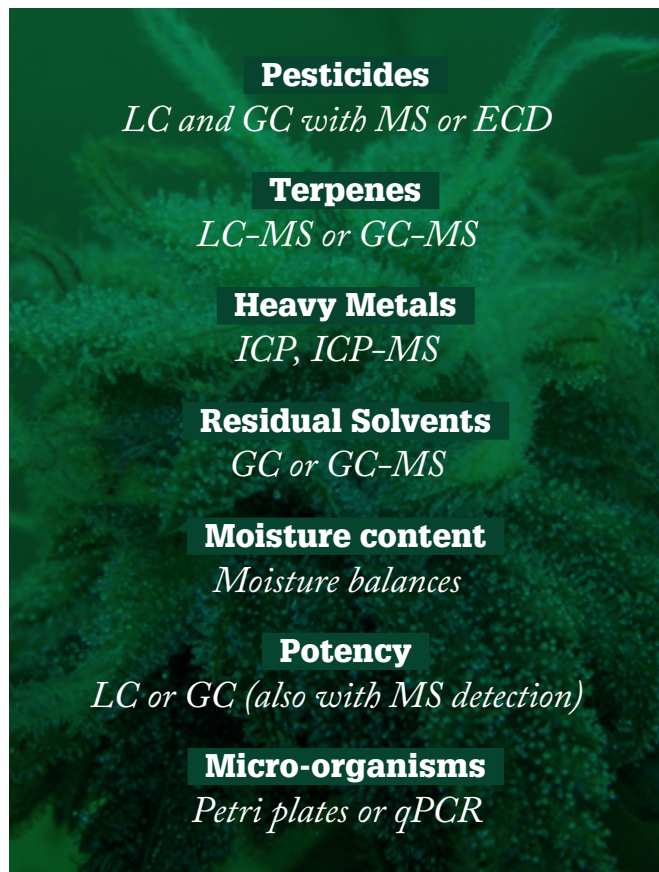 Pesticides
LC and GC with MS or ECD
Terpenes
LC-MS or GC-MS
Heavy Metals
ICP, ICP-MS
Residual Solvents
GC or GC-MS
Moisture content
Moisture balances
Potency
LC or GC (also with MS detection)
Micro-organisms
Petri plates or qPCR